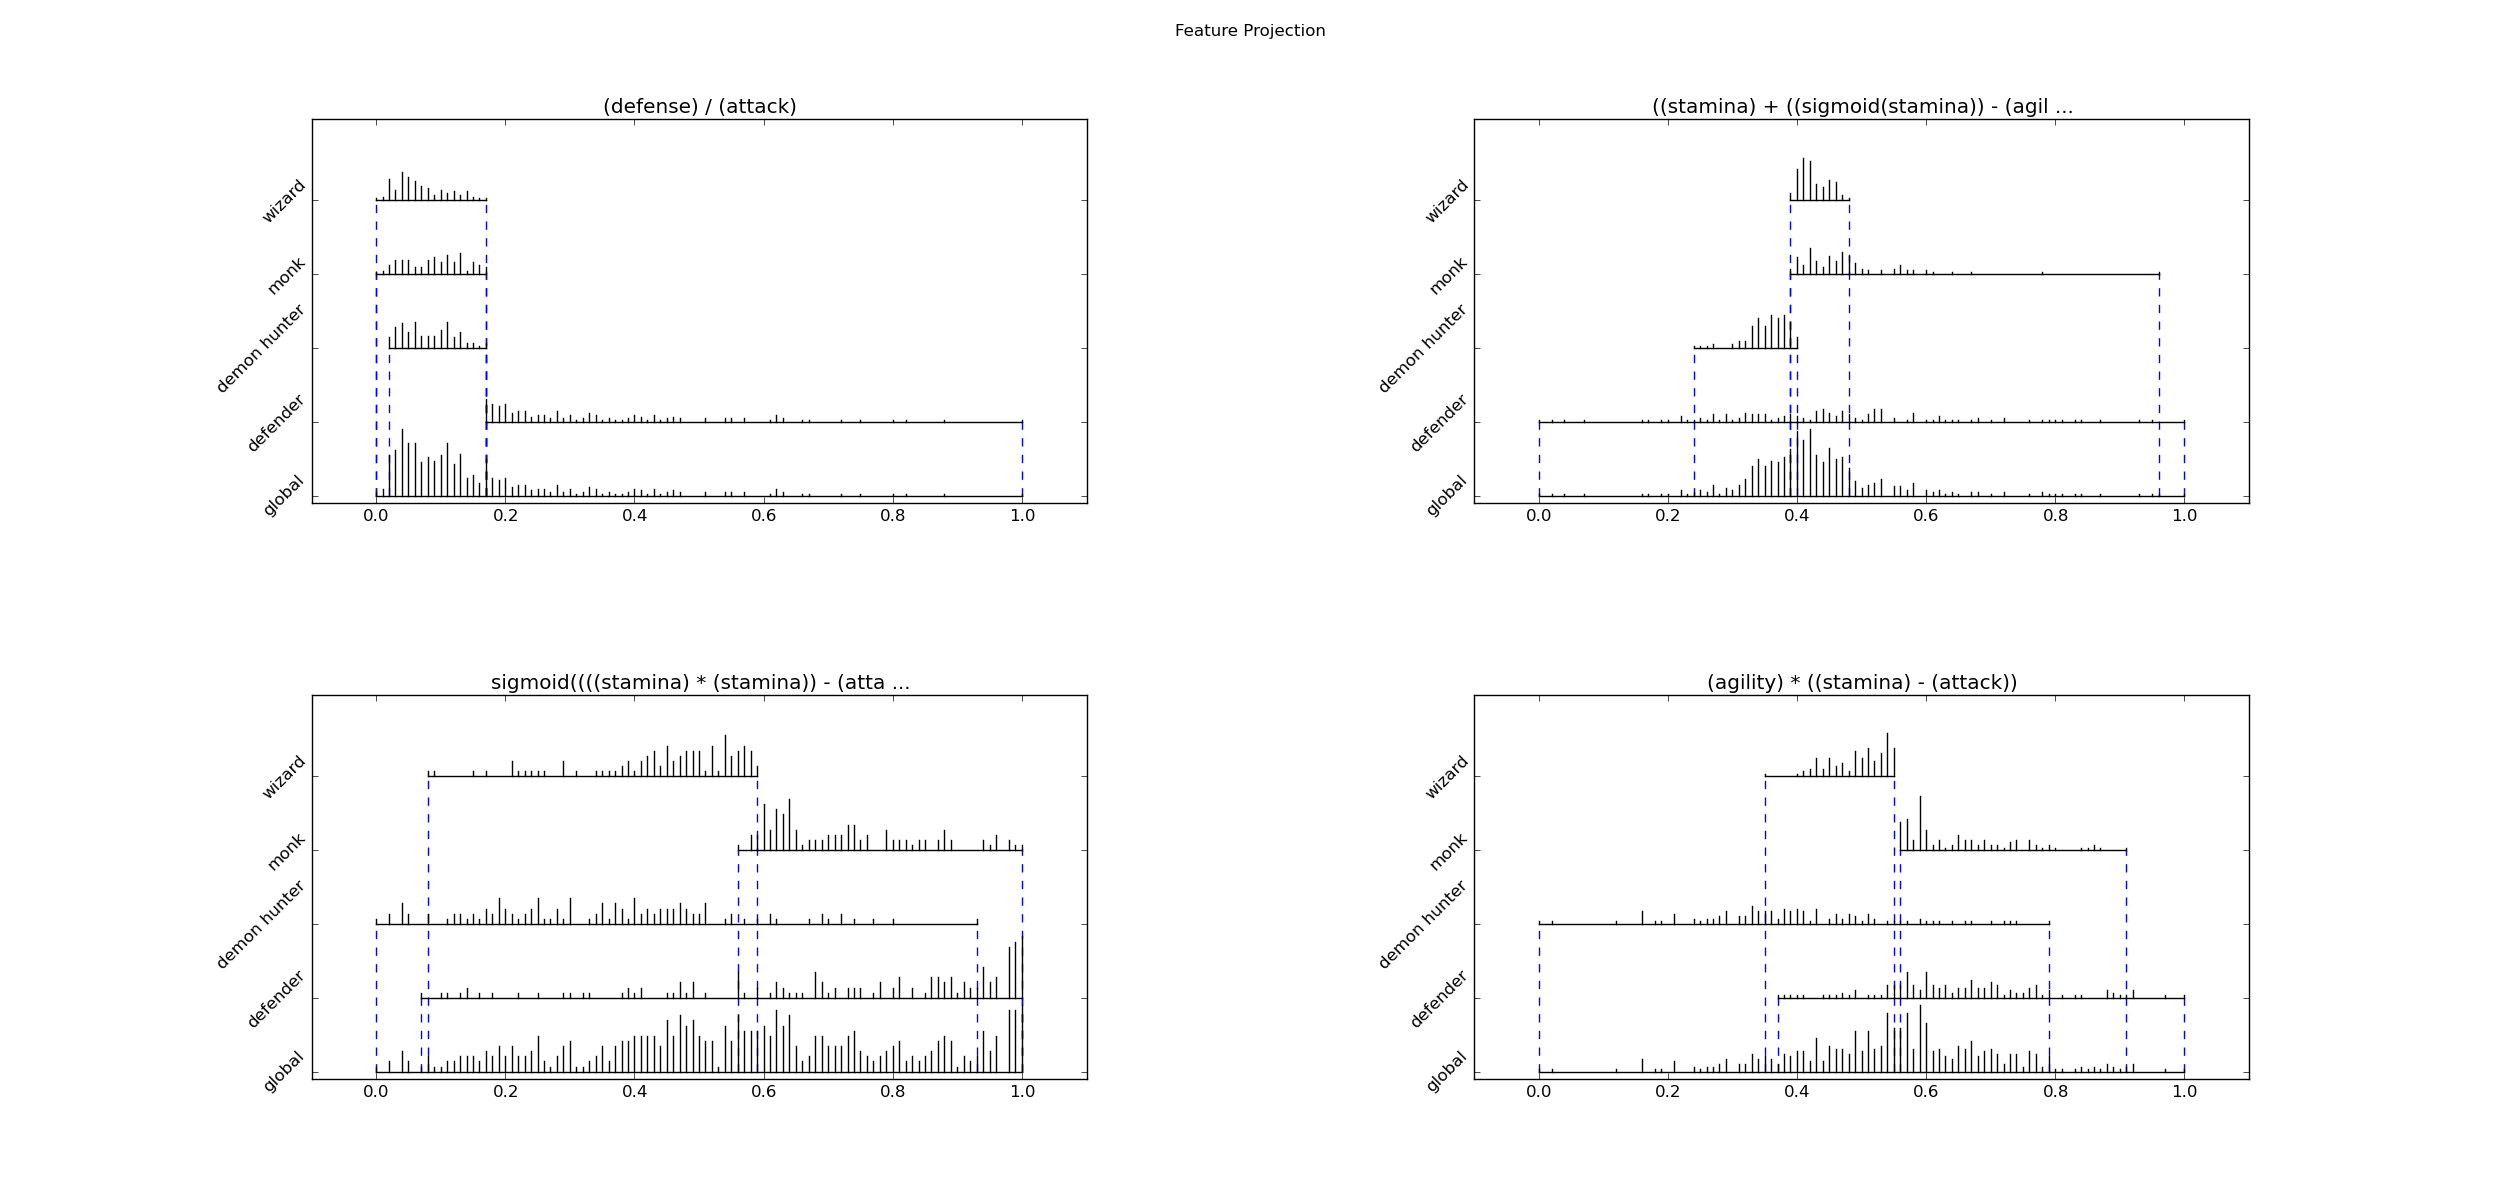 Feature Projection
(defense) / (attack)
wizard
monk
demon hunter
defender
global
0.0 0.2 0.4 0.6 0.8 1.0
((stamina) + ((sigmoid(stamina)) - (agil ...
wizard
monk
demon hunter
defender
global
0.0 0.2 0.4 0.6 0.8 1.0
sigmoid((((stamina) * (stamina)) - (atta ...
wizard
monk
demon hunter
defender
global
0.0 0.2 0.4 0.6 0.8 1.0
(agility) * ((stamina) - (attack))
wizard
monk
demon hunter
defender
global
0.0 0.2 0.4 0.6 0.8 1.0